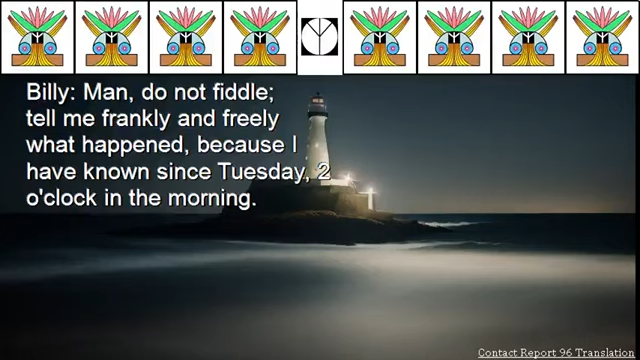 Billy: Man, do not fiddle;
tell me frankly and freely
what happened, because I
have known since Tuesday, 2
o'clock in the morning.
Contact Report 96 Translation